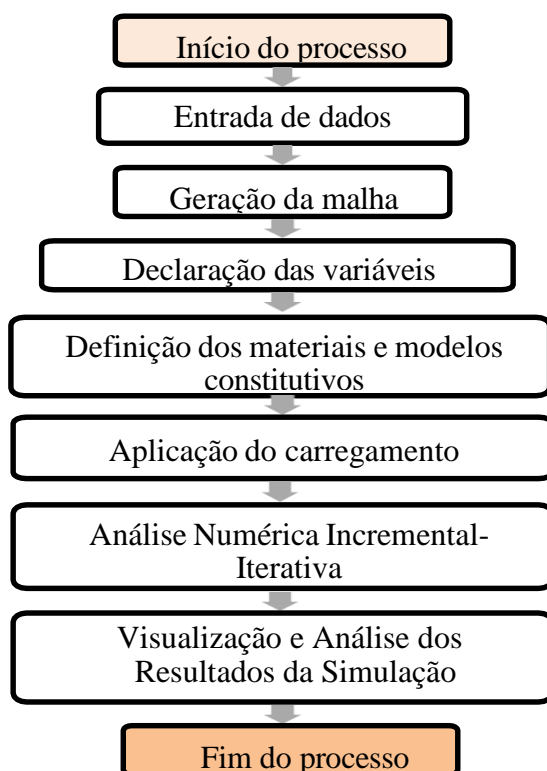 Início do processo
Entrada de dados
Geração da malha
Declaração das variáveis
Definição dos materiais e modelos
constitutivos
Aplicação do carregamento
Análise Numérica Incremental-
Iterativa
Visualização e Análise dos
Resultados da Simulação
Fim do processo